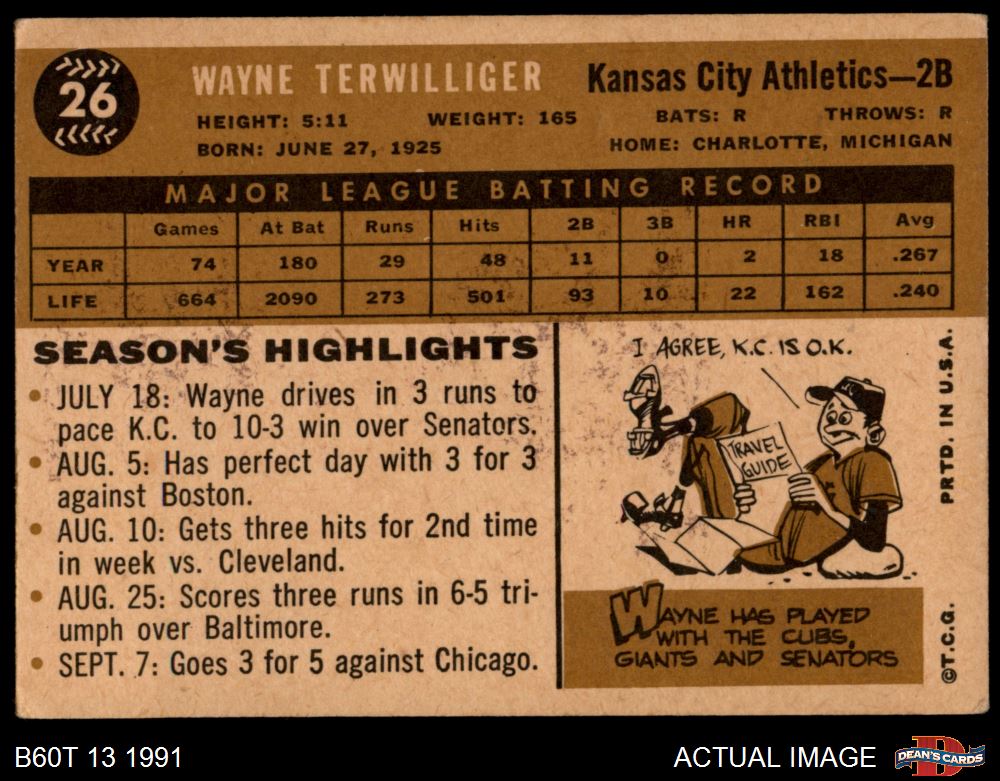 26
WAYNE TERWILLIGER
Kansas City Athletics—2B
HEIGHT: 5:11 WEIGHT: 165 BATS: R THROWS: R
BORN: JUNE 27, 1925 HOME: CHARLOTTE, MICHIGAN
MAJOR LEAGUE BATTING RECORD
Games At Bat Runs Hits 2B 3B HR RBI Avg
YEAR 74 180 29 48 11 0 2 18 .267
LIFE 664 2090 273 501 93 10 22 162 .240
SEASON'S HIGHLIGHTS
• JULY 18: Wayne drives in 3 runs to
pace K.C. to 10-3 win over Senators.
• AUG. 5: Has perfect day with 3 for 3
against Boston.
• AUG. 10: Gets three hits for 2nd time
in week vs. Cleveland.
• AUG. 25: Scores three runs in 6-5 tri-
umph over Baltimore.
• SEPT. 7: Goes 3 for 5 against Chicago.
I AGREE, K.C. IS O.K.
TRAVEL
GUIDE
WAYNE HAS PLAYED
WITH THE CUBS,
GIANTS AND SENATORS
PRTD. IN U.S.A.
©T.C.G.
B60T 13 1991
ACTUAL IMAGE
D
DEAN'S CARDS